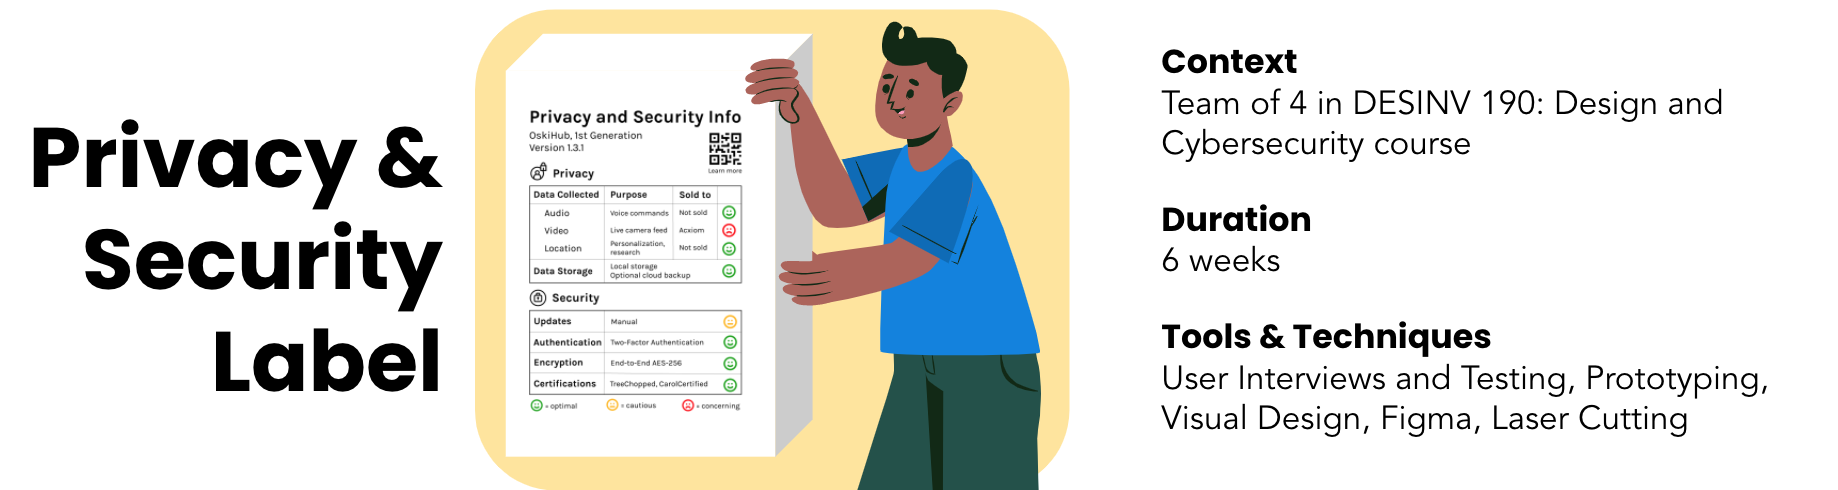 Privacy &
Security
Label
Privacy and Security Info
OskiHub, 1st Generation
Version 1.3.1
Learn more
Privacy
Data Collected Purpose Sold to
Audio Voice commands Not sold
Video Live camera feed Acxiom
Location Personalization, research Not sold
Data Storage Local storage
Optional cloud backup
Security
Updates Manual
Authentication Two-Factor Authentication
Encryption End-to-End AES-256
Certifications TreeChopped, CarolCertified
= optimal = cautious = concerning
Context
Team of 4 in DESINV 190: Design and
Cybersecurity course
Duration
6 weeks
Tools & Techniques
User Interviews and Testing, Prototyping,
Visual Design, Figma, Laser Cutting